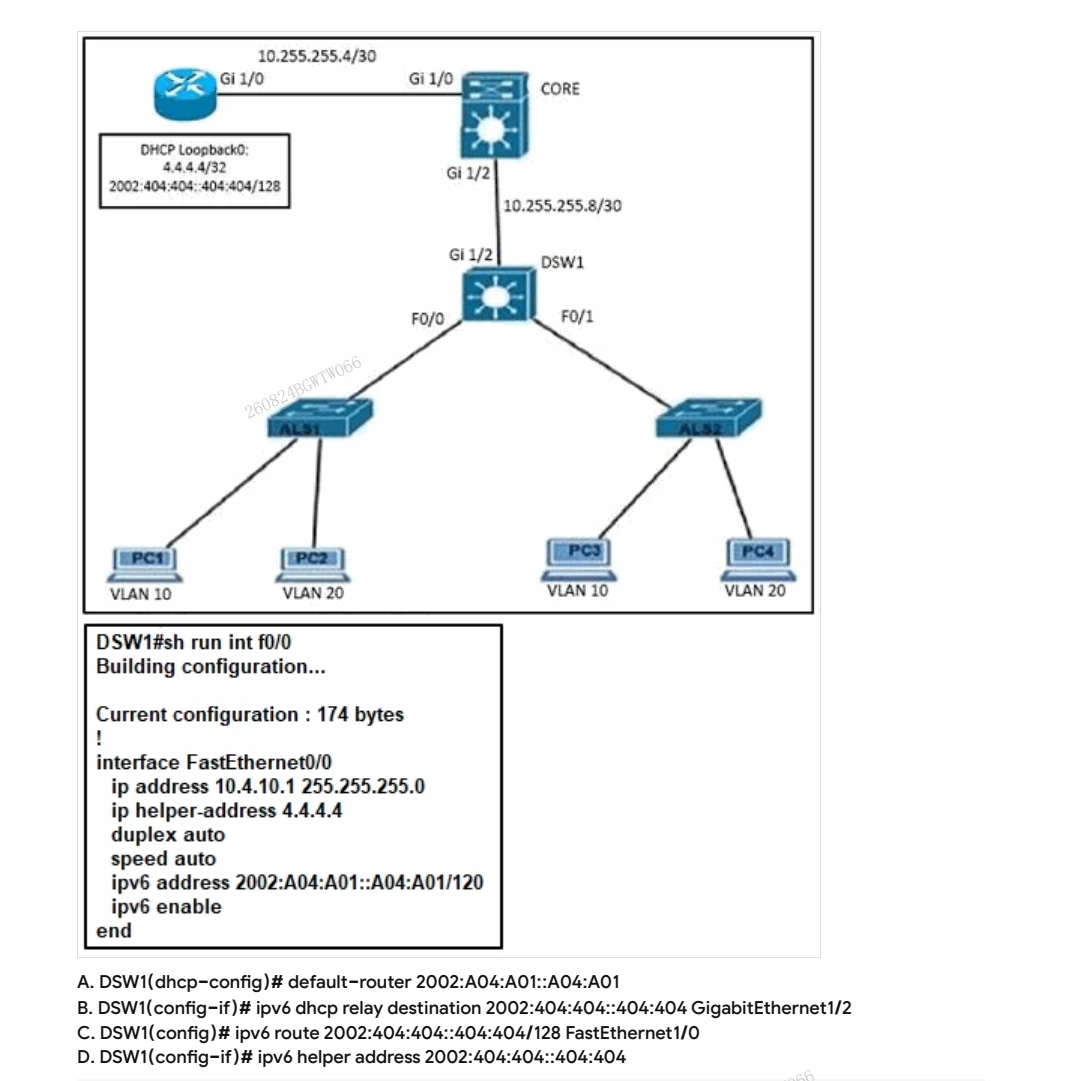 10.255.255.4/30
Gi 1/0
Gi 1/0
CORE
DHCP Loopback0:
4.4.4.4/32
2002:404:404::404:404/128
Gi 1/2
10.255.255.8/30
Gi 1/2
DSW1
F0/0
F0/1
260824BGWTW066
ALS1
ALS2
PC1
PC2
PC3
PC4
VLAN 10
VLAN 20
VLAN 10
VLAN 20
DSW1#sh run int f0/0
Building configuration...
Current configuration : 174 bytes
!
interface FastEthernet0/0
ip address 10.4.10.1 255.255.255.0
ip helper-address 4.4.4.4
duplex auto
speed auto
ipv6 address 2002:A04:A01::A04:A01/120
ipv6 enable
end
A. DSW1(dhcp-config)# default-router 2002:A04:A01::A04:A01
B. DSW1(config-if)# ipv6 dhcp relay destination 2002:404:404::404:404 GigabitEthernet1/2
C. DSW1(config)# ipv6 route 2002:404:404::404:404/128 FastEthernet1/0
D. DSW1(config-if)# ipv6 helper address 2002:404:404::404:404